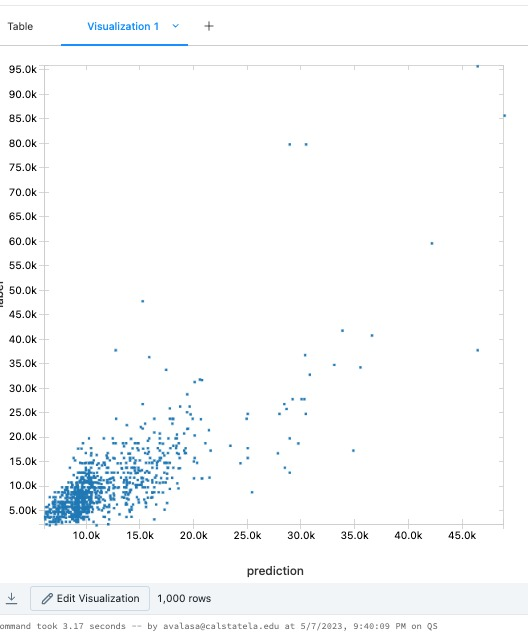 Table Visualization 1 +
95.0k
90.0k
85.0k
80.0k
75.0k
70.0k
65.0k
60.0k
55.0k
50.0k
45.0k
40.0k
35.0k
30.0k
25.0k
20.0k
15.0k
10.0k
5.00k
10.0k 15.0k 20.0k 25.0k 30.0k 35.0k 40.0k 45.0k
prediction
Edit Visualization 1,000 rows
ommand took 3.17 seconds -- by avalasa@calstatela.edu at 5/7/2023, 9:40:09 PM on QS